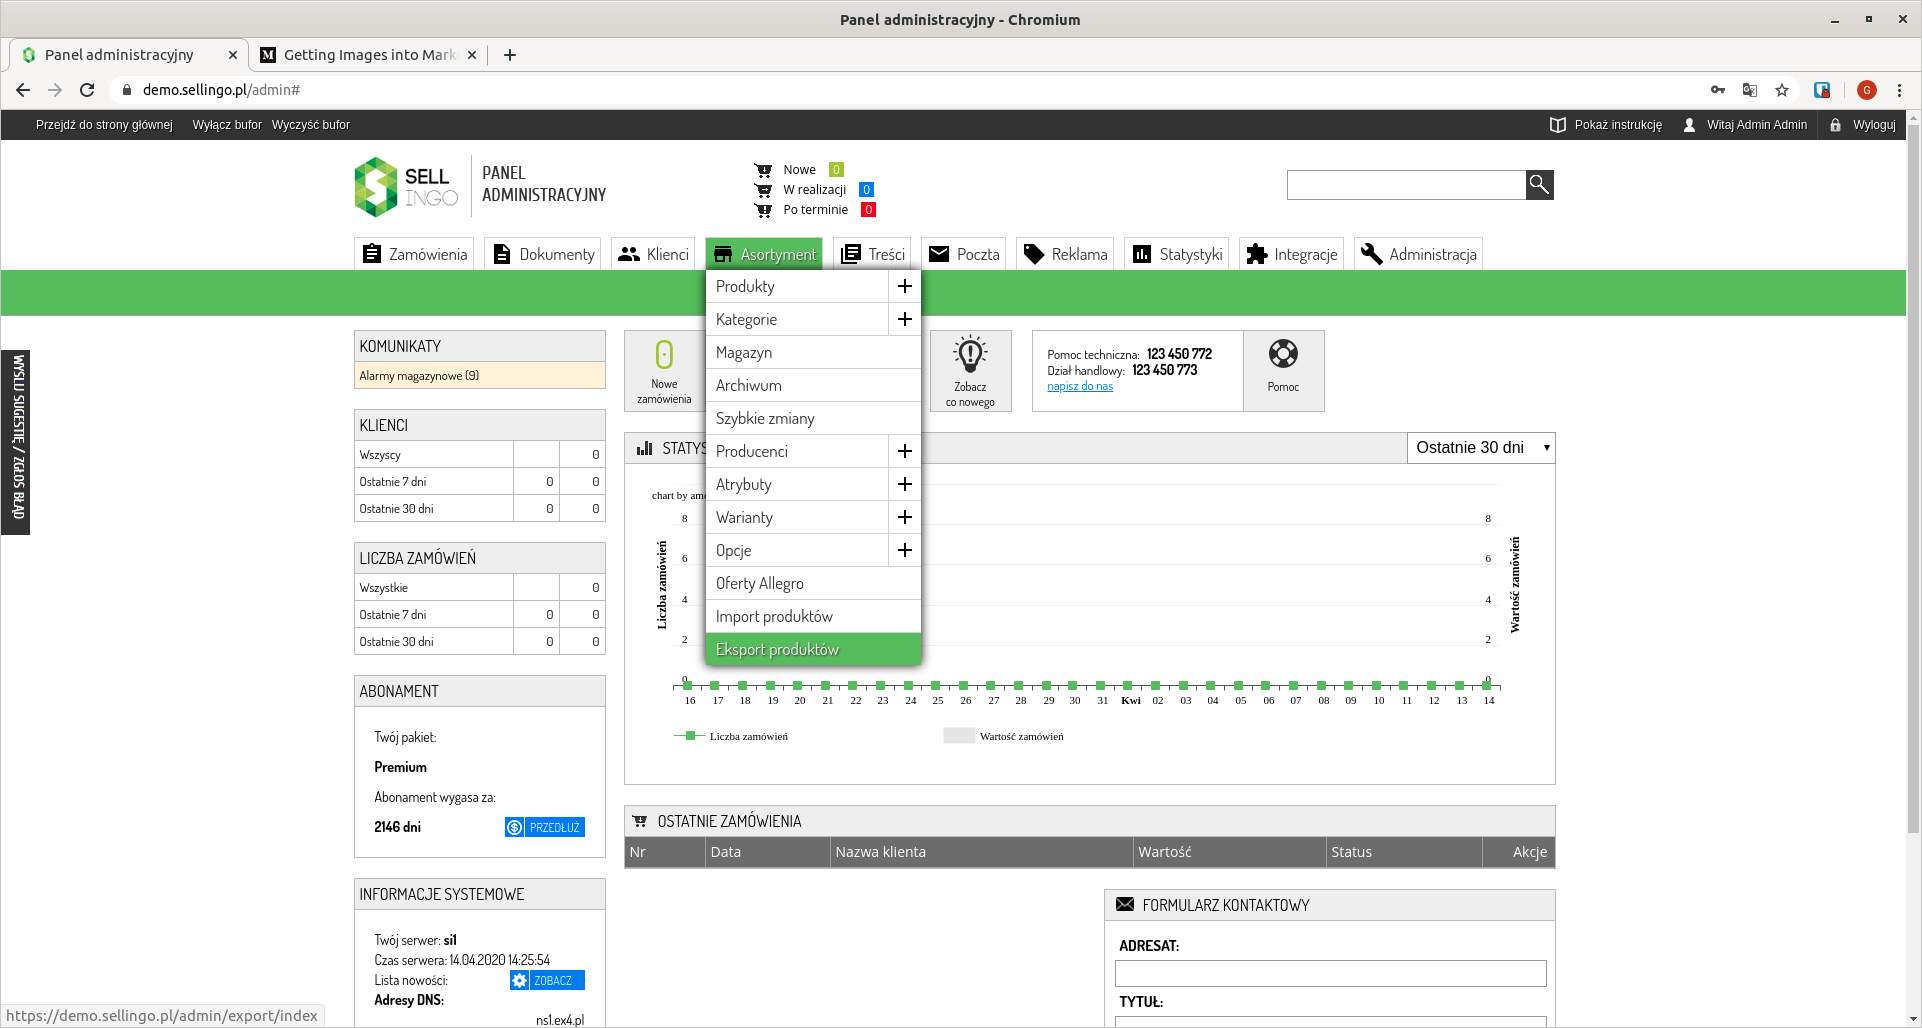 Panel administracyjny - Chromium
Panel administracyjny
Getting Images into Mark
demo.sellingo.pl/admin#
G
Przejdź do strony głównej
Wyłącz bufor
Wyczyść bufor
Pokaż instrukcję
Witaj Admin Admin
Wyloguj
SELL
INGO
PANEL
ADMINISTRACYJNY
Nowe 0
W realizacji 0
Po terminie 0
Zamówienia
Dokumenty
Klienci
Asortyment
Treści
Poczta
Reklama
Statystyki
Integracje
Administracja
Produkty
Kategorie
Magazyn
Archiwum
Szybkie zmiany
Producenci
Atrybuty
Warianty
Opcje
Oferty Allegro
Import produktów
Eksport produktów
WYŚLIJ SUGESTIE / ZGŁOŚ BŁĄD
KOMUNIKATY
Alarmy magazynowe (9)
KLIENCI
Wszyscy 0
Ostatnie 7 dni 0 0
Ostatnie 30 dni 0 0
LICZBA ZAMÓWIEŃ
Wszystkie 0
Ostatnie 7 dni 0 0
Ostatnie 30 dni 0 0
ABONAMENT
Twój pakiet:
Premium
Abonament wygasa za:
2146 dni
PRZEDŁUŻ
INFORMACJE SYSTEMOWE
Twój serwer: si1
Czas serwera: 14.04.2020 14:25:54
Lista nowości:
ZOBACZ
Adresy DNS:
ns1.ex4.pl
0
Nowe
zamówienia
Zobacz
co nowego
Pomoc techniczna: 123 450 772
Dział handlowy: 123 450 773
napisz do nas
Pomoc
STATYS
Ostatnie 30 dni
chart by am
Liczba zamówień
8
6
4
2
0
Wartość zamówień
8
6
4
2
0
16 17 18 19 20 21 22 23 24 25 26 27 28 29 30 31 Kwi 02 03 04 05 06 07 08 09 10 11 12 13 14
Liczba zamówień
Wartość zamówień
OSTATNIE ZAMÓWIENIA
Nr Data Nazwa klienta Wartość Status Akcje
FORMULARZ KONTAKTOWY
ADRESAT:
TYTUŁ:
https://demo.sellingo.pl/admin/export/index